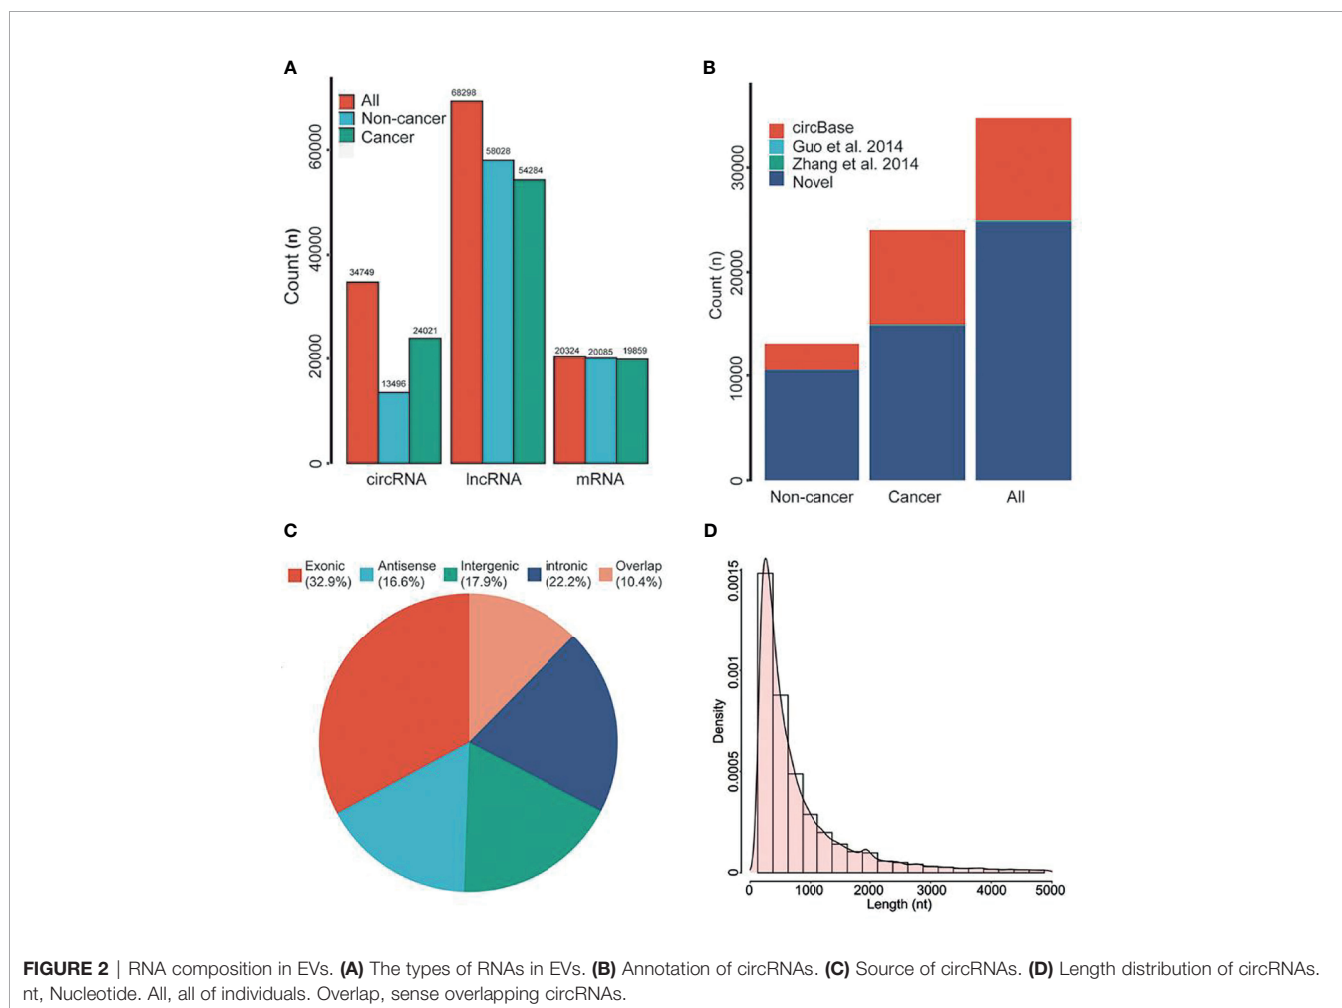 A
All
Non-cancer
Cancer
Count (n)
0
20000
40000
60000
34749
13496
24021
68298
58028
54284
20324
20085
19859
circRNA
lncRNA
mRNA
B
circBase
Guo et al. 2014
Zhang et al. 2014
Novel
Count (n)
0
10000
20000
30000
Non-cancer
Cancer
All
C
Exonic
(32.9%)
Antisense
(16.6%)
Intergenic
(17.9%)
intronic
(22.2%)
Overlap
(10.4%)
D
Density
0
0.0005
0.001
0.0015
0
1000
2000
3000
4000
5000
Length (nt)
FIGURE 2 | RNA composition in EVs. (A) The types of RNAs in EVs. (B) Annotation of circRNAs. (C) Source of circRNAs. (D) Length distribution of circRNAs.
nt, Nucleotide. All, all of individuals. Overlap, sense overlapping circRNAs.